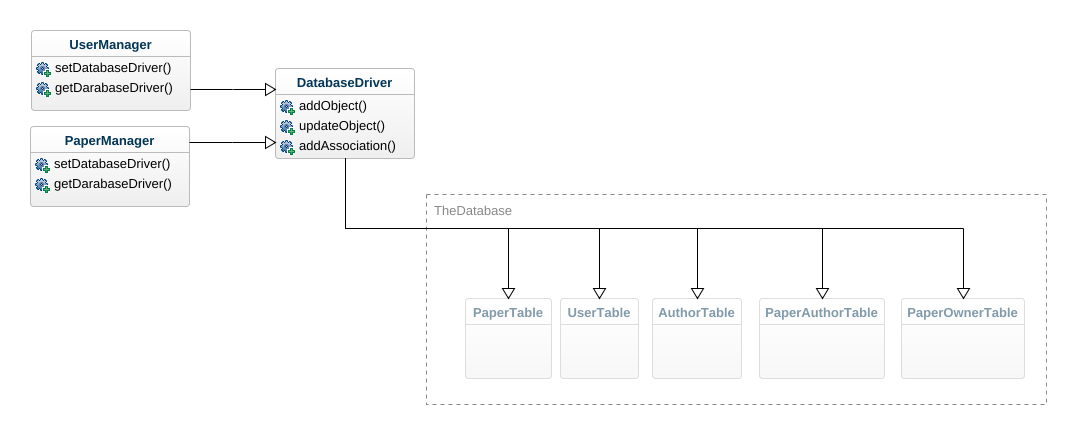 UserManager
setDatabaseDriver()
getDarabaseDriver()
PaperManager
setDatabaseDriver()
getDarabaseDriver()
DatabaseDriver
addObject()
updateObject()
addAssociation()
TheDatabase
PaperTable
UserTable
AuthorTable
PaperAuthorTable
PaperOwnerTable